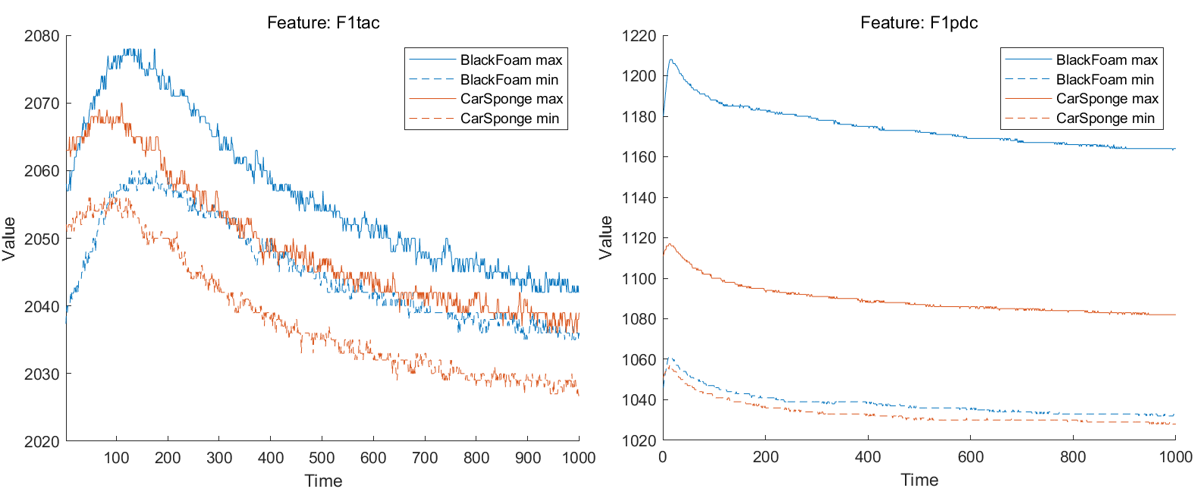 Feature: F1tac
2080
2070
2060
2050
2040
2030
2020
Value
100 200 300 400 500 600 700 800 900 1000
Time
BlackFoam max
BlackFoam min
CarSponge max
CarSponge min
Feature: F1pdc
1220
1200
1180
1160
1140
1120
1100
1080
1060
1040
1020
Value
0 200 400 600 800 1000
Time
BlackFoam max
BlackFoam min
CarSponge max
CarSponge min